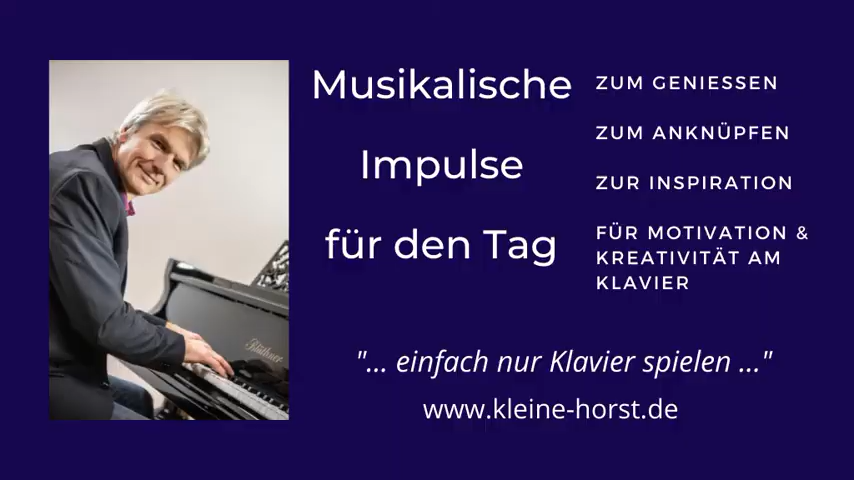 Musikalische
Impulse
für den Tag
ZUM GENIESSEN
ZUM ANKNÜPFEN
ZUR INSPIRATION
FÜR MOTIVATION &
KREATIVITÄT AM
KLAVIER
Blüthner
"... einfach nur Klavier spielen ..."
www.kleine-horst.de